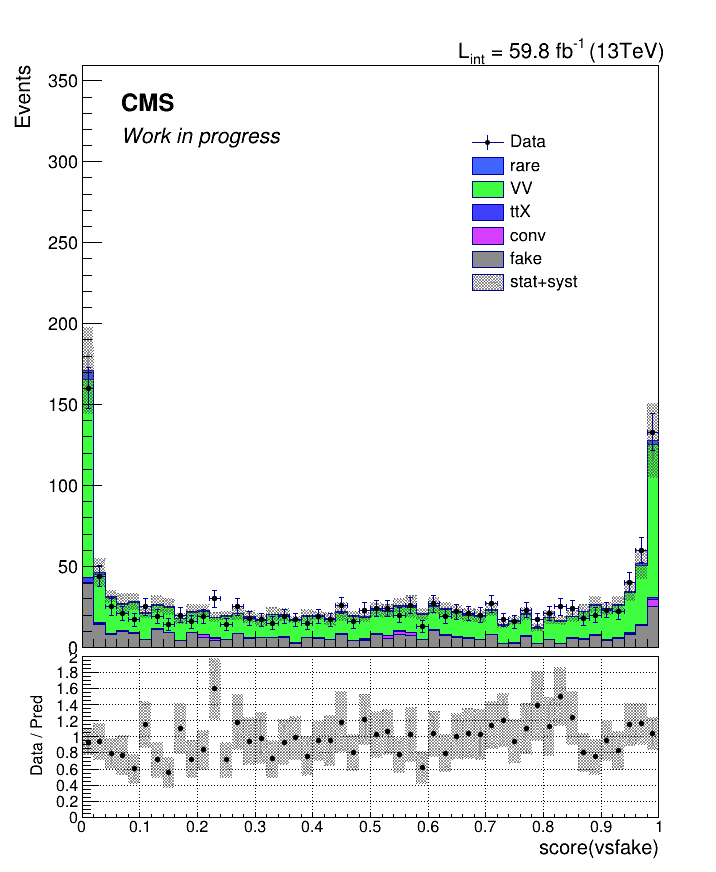 L_int = 59.8 fb^-1 (13TeV)
Events
CMS
Work in progress
350
300
250
200
150
100
50
0
Data
rare
VV
ttX
conv
fake
stat+syst
Data / Pred
2
1.8
1.6
1.4
1.2
1
0.8
0.6
0.4
0.2
0
0 0.1 0.2 0.3 0.4 0.5 0.6 0.7 0.8 0.9 1
score(vsfake)